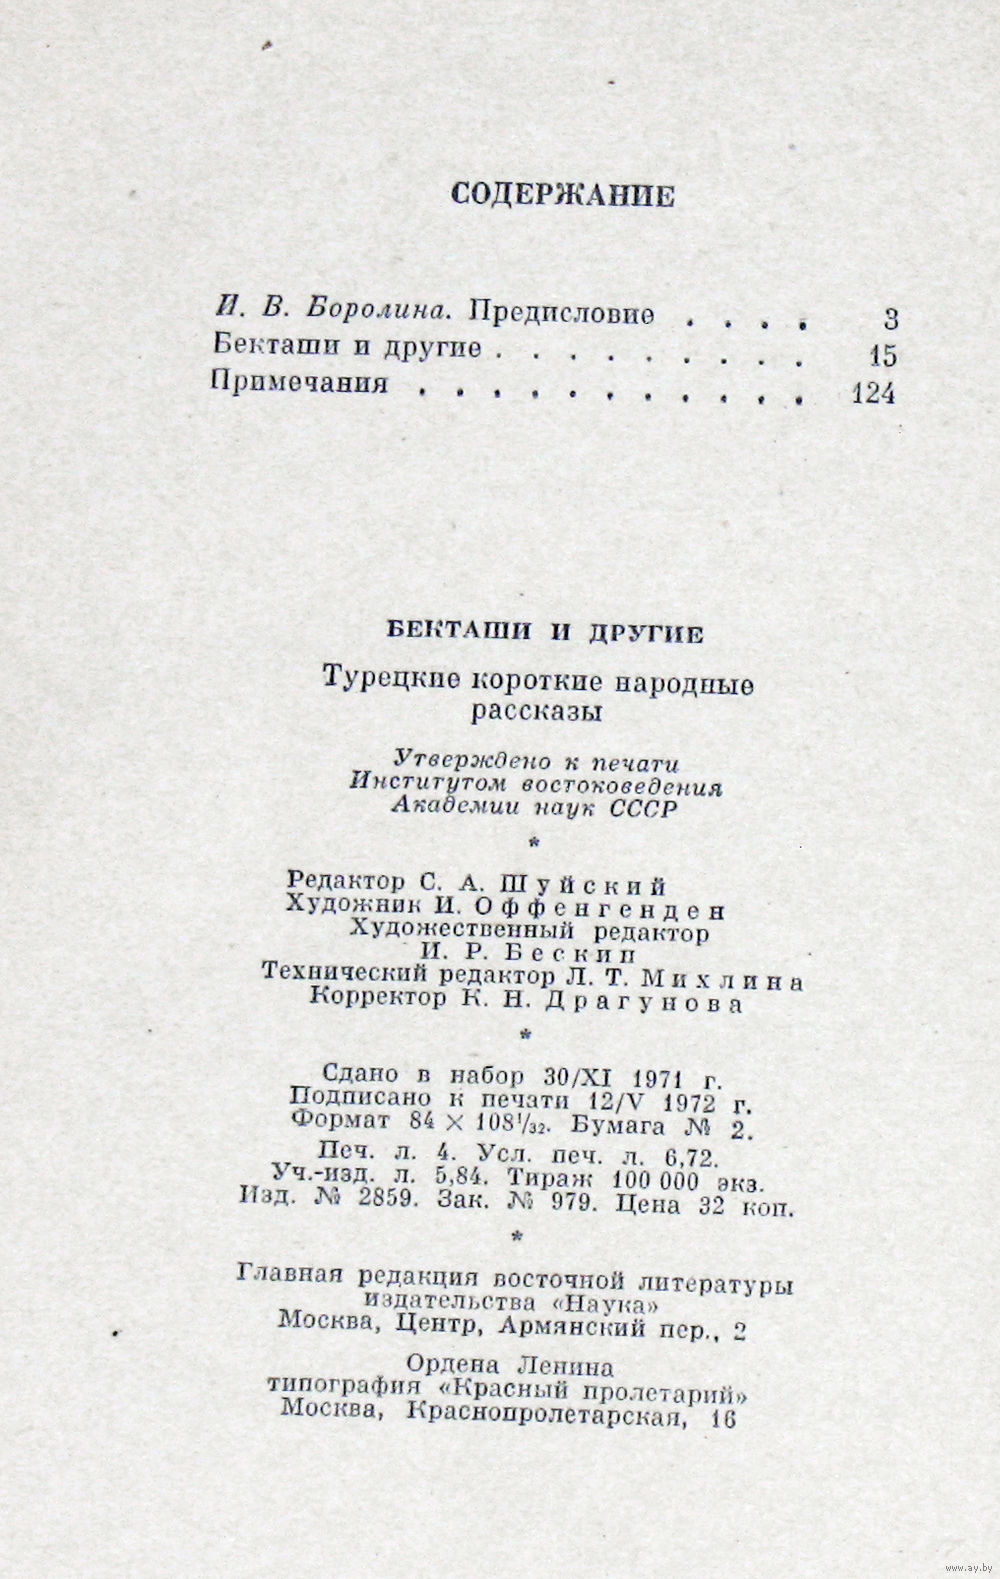 СОДЕРЖАНИЕ
И. В. Боролина. Предисловие . . . . 3
Бекташи и другие . . . . . . . . . 15
Примечания . . . . . . . . . . . 124
БЕКТАШИ И ДРУГИЕ
Турецкие короткие народные
рассказы
Утверждено к печати
Институтом востоковедения
Академии наук СССР
*
Редактор С. А. Шуйский
Художник И. Оффенгенден
Художественный редактор
И. Р. Бескин
Технический редактор Л. Т. Михлина
Корректор К. Н. Драгунова
*
Сдано в набор 30/XI 1971 г.
Подписано к печати 12/V 1972 г.
Формат 84 × 108¹/₃₂. Бумага № 2.
Печ. л. 4. Усл. печ. л. 6,72.
Уч.-изд. л. 5,84. Тираж 100 000 экз.
Изд. № 2859. Зак. № 979. Цена 32 коп.
*
Главная редакция восточной литературы
издательства «Наука»
Москва, Центр, Армянский пер., 2
Ордена Ленина
типография «Красный пролетарий»
Москва, Краснопролетарская, 16
www.ay.by